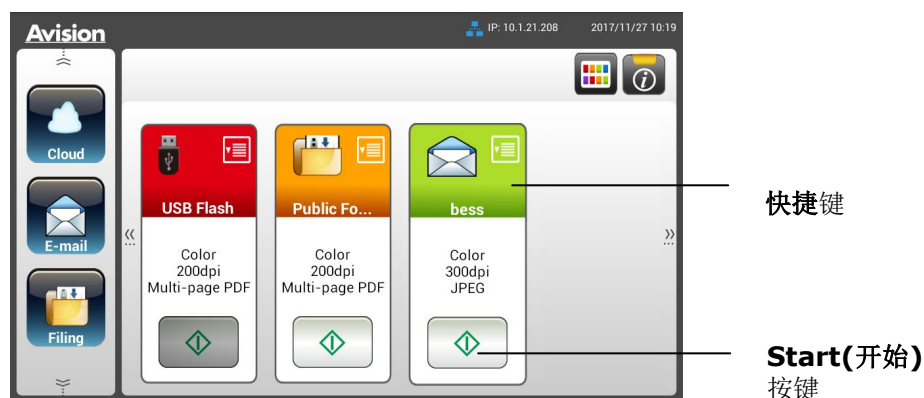 Avision
IP: 10.1.21.208
2017/11/27 10:19
Cloud
E-mail
Filing
USB Flash
Color
200dpi
Multi-page PDF
Public Fo...
Color
200dpi
Multi-page PDF
bess
Color
300dpi
JPEG
快捷键
Start(开始)
按键